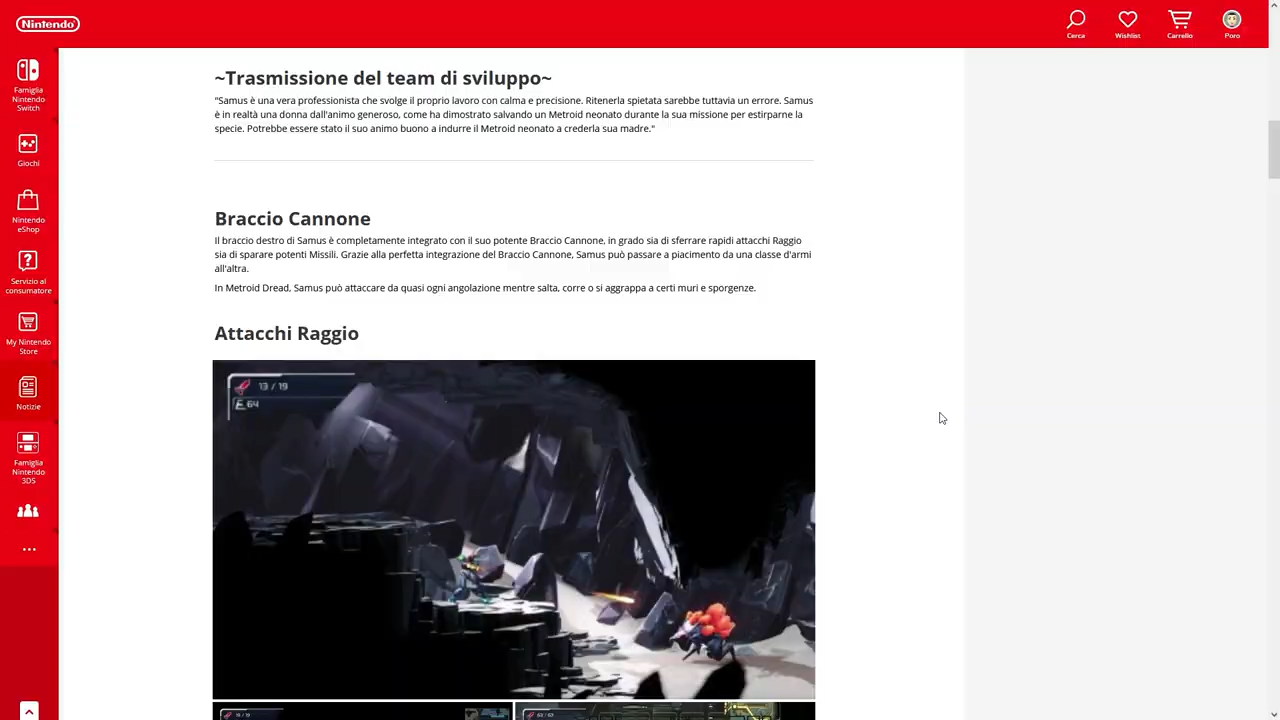 Nintendo
Cerca
Wishlist
Carrello
Poro
Famiglia
Nintendo
Switch
Giochi
Nintendo
eShop
Servizio al
consumatore
My Nintendo
Store
Notizie
Famiglia
Nintendo
3DS
...
~Trasmissione del team di sviluppo~
"Samus è una vera professionista che svolge il proprio lavoro con calma e precisione. Ritenerla spietata sarebbe tuttavia un errore. Samus
è in realtà una donna dall'animo generoso, come ha dimostrato salvando un Metroid neonato durante la sua missione per estirparne la
specie. Potrebbe essere stato il suo animo buono a indurre il Metroid neonato a crederla sua madre."
Braccio Cannone
Il braccio destro di Samus è completamente integrato con il suo potente Braccio Cannone, in grado sia di sferrare rapidi attacchi Raggio
sia di sparare potenti Missili. Grazie alla perfetta integrazione del Braccio Cannone, Samus può passare a piacimento da una classe d'armi
all'altra.
In Metroid Dread, Samus può attaccare da quasi ogni angolazione mentre salta, corre o si aggrappa a certi muri e sporgenze.
Attacchi Raggio
13 / 19
E 64